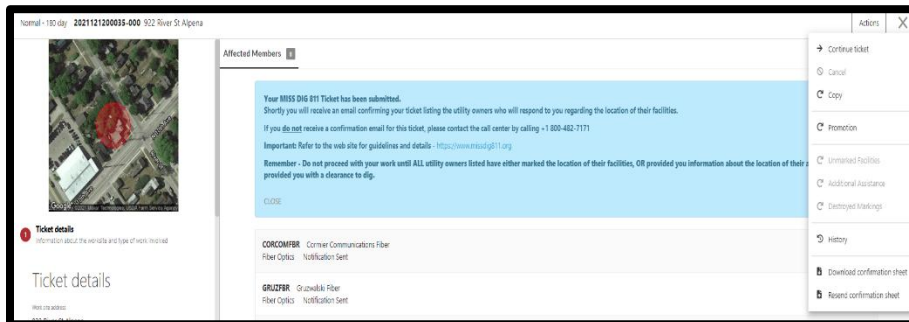 Normal - 180 day 2021121200035-000 922 River St Alpena
Actions X
Affected Members
Continue ticket
Cancel
Copy
Promotion
Unmarked Facilities
Additional Assistance
Destroyed Markings
History
Download confirmation sheet
Resend confirmation sheet
Your MISS DIG 811 Ticket has been submitted.
Shortly you will receive an email confirming your ticket listing the utility owners who will respond to you regarding the location of their facilities.
If you do not receive a confirmation email for this ticket, please contact the call center by calling +1 800-482-7171
Important: Refer to the web site for guidelines and details - https://www.missdig811.org
Remember - Do not proceed with your work until ALL utility owners listed have either marked the location of their facilities, OR provided you information about the location of their
provided you with a clearance to dig.
CLOSE
CORCOMFBR Cormier Communications Fiber
Fiber Optics Notification Sent
GRUZFBR Gruzwalski Fiber
Fiber Optics Notification Sent
Google
1 Ticket details
Information about the worksite and type of work involved
Ticket details
Work site address